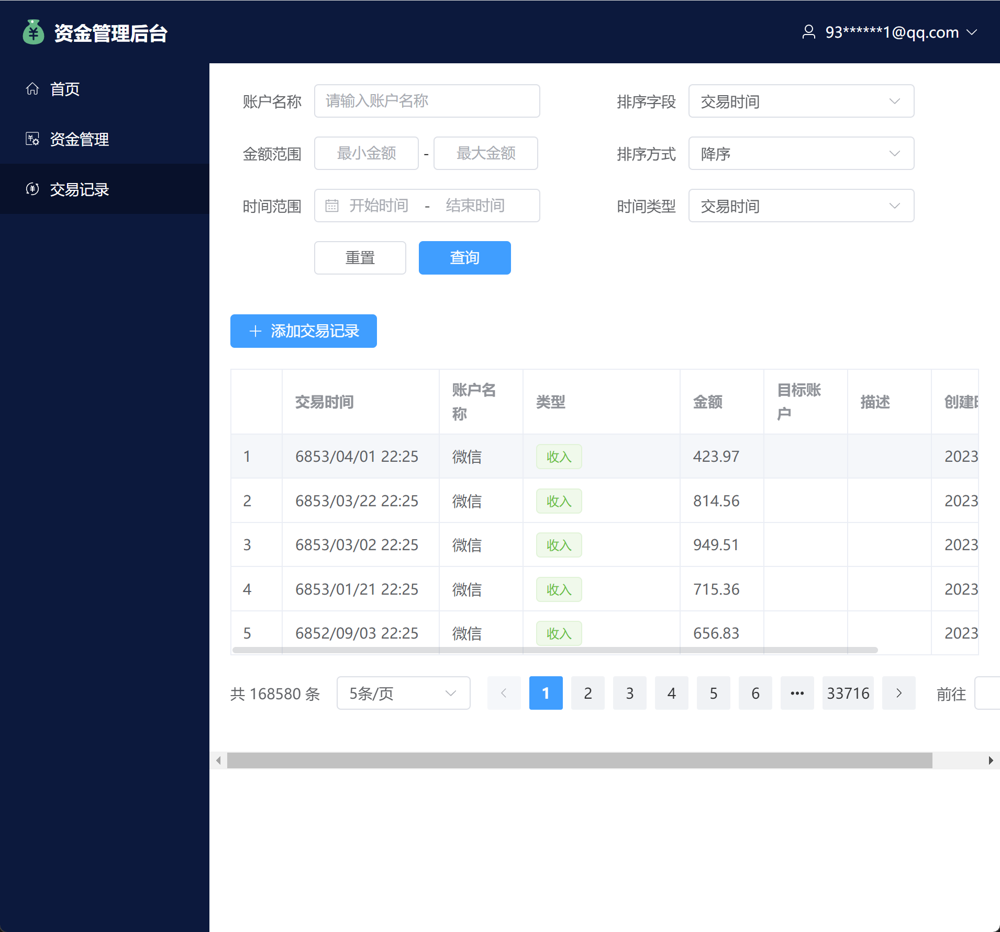 资金管理后台
93******1@qq.com
首页
资金管理
交易记录
账户名称 请输入账户名称 排序字段 交易时间
金额范围 最小金额 - 最大金额 排序方式 降序
时间范围 开始时间 - 结束时间 时间类型 交易时间
重置 查询
添加交易记录
交易时间 账户名称 类型 金额 目标账户 描述 创建
1 6853/04/01 22:25 微信 收入 423.97 2023
2 6853/03/22 22:25 微信 收入 814.56 2023
3 6853/03/02 22:25 微信 收入 949.51 2023
4 6853/01/21 22:25 微信 收入 715.36 2023
5 6852/09/03 22:25 微信 收入 656.83 2023
共 168580 条 5条/页 1 2 3 4 5 6 ••• 33716 前往